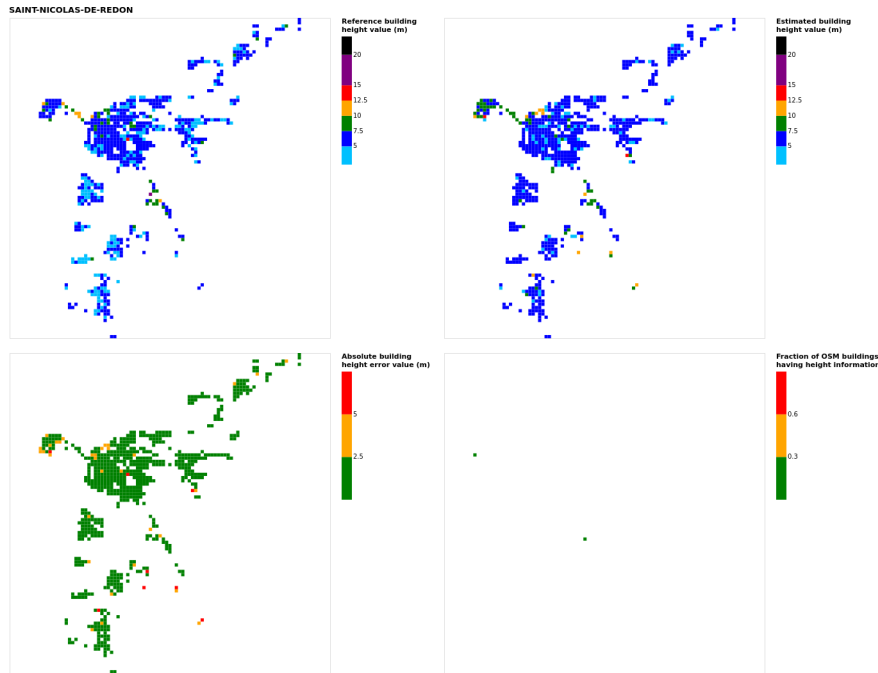 SAINT-NICOLAS-DE-REDON
Reference building
height value (m)
20
15
12.5
10
7.5
5
Estimated building
height value (m)
20
15
12.5
10
7.5
5
Absolute building
height error value (m)
5
2.5
Fraction of OSM buildings
having height information
0.6
0.3